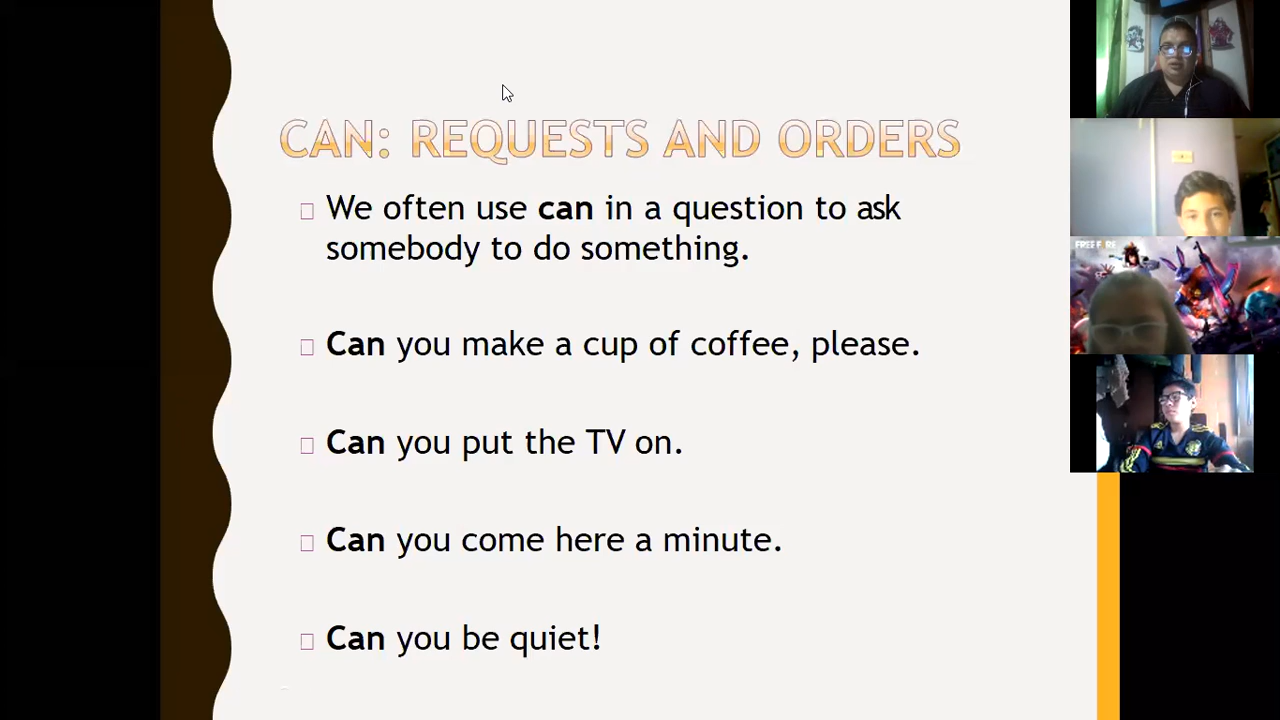 CAN: REQUESTS AND ORDERS
We often use can in a question to ask
somebody to do something.
Can you make a cup of coffee, please.
Can you put the TV on.
Can you come here a minute.
Can you be quiet!
FREE FIRE